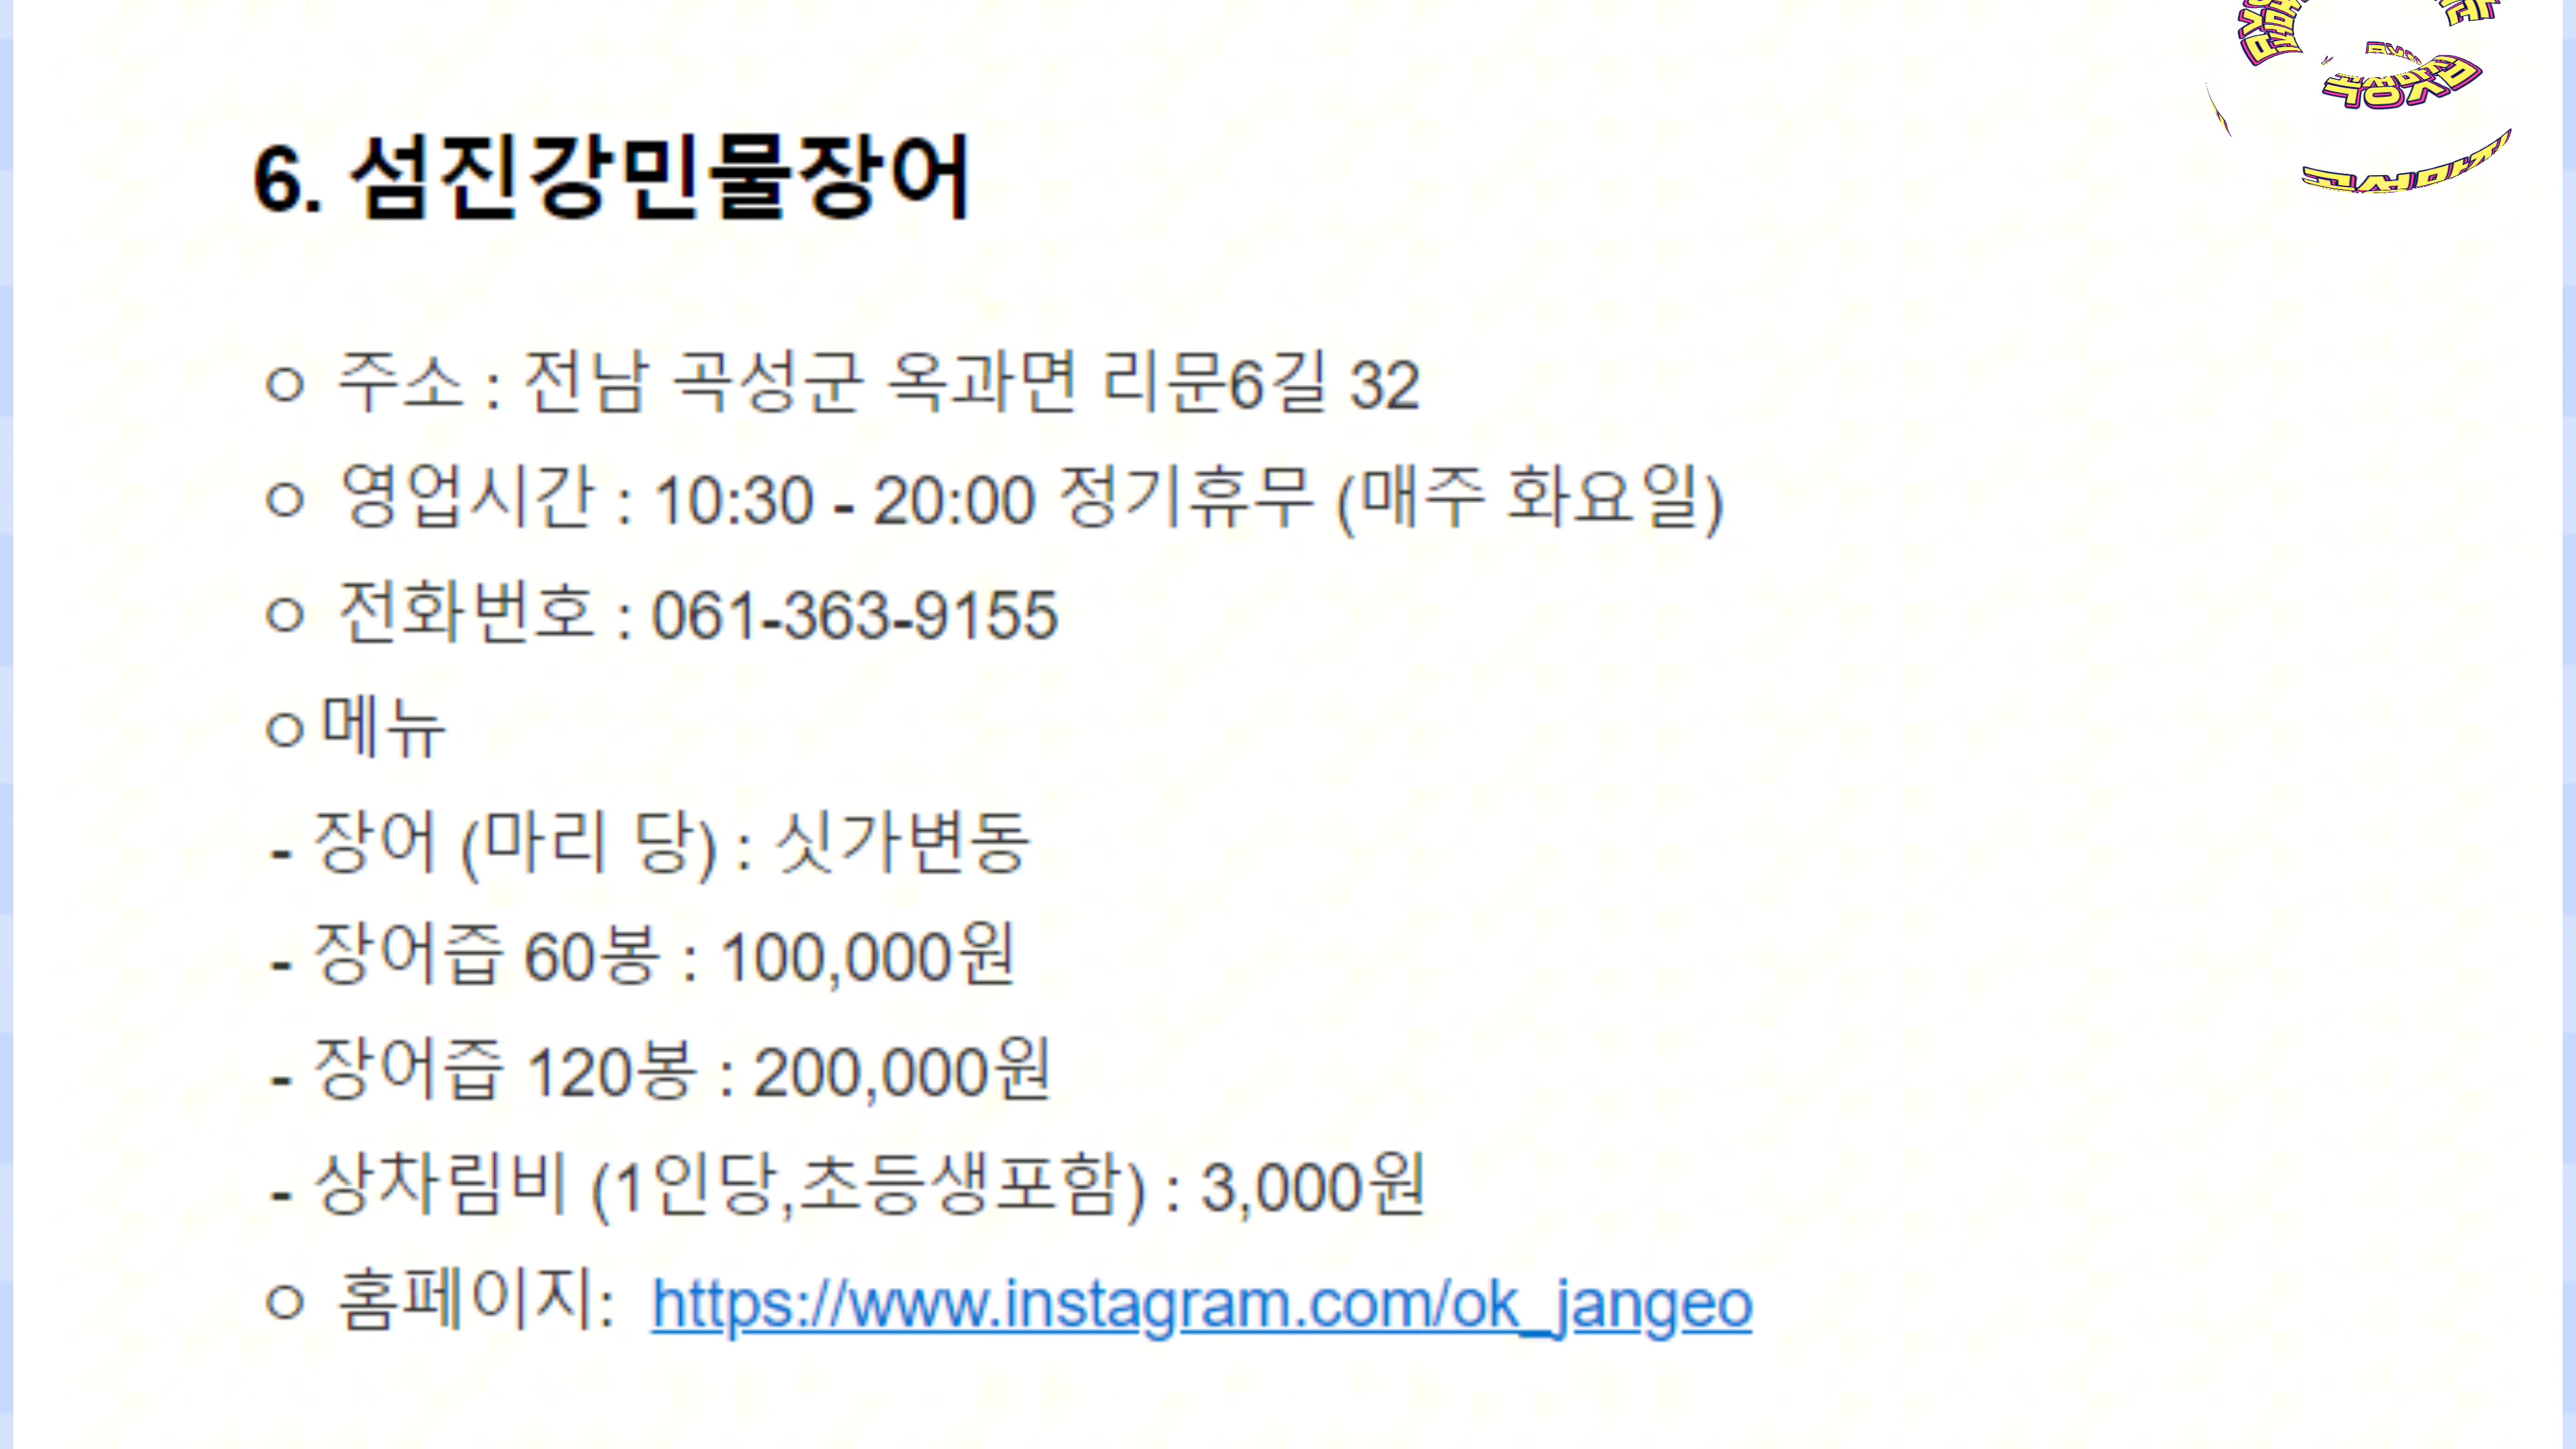 6. 섬진강민물장어
○ 주소 : 전남 곡성군 옥과면 리문6길 32
○ 영업시간 : 10:30 - 20:00 정기휴무 (매주 화요일)
○ 전화번호 : 061-363-9155
○ 메뉴
- 장어 (마리 당) : 싯가변동
- 장어즙 60봉 : 100,000원
- 장어즙 120봉 : 200,000원
- 상차림비 (1인당,초등생포함) : 3,000원
○ 홈페이지: https://www.instagram.com/ok_jangeo